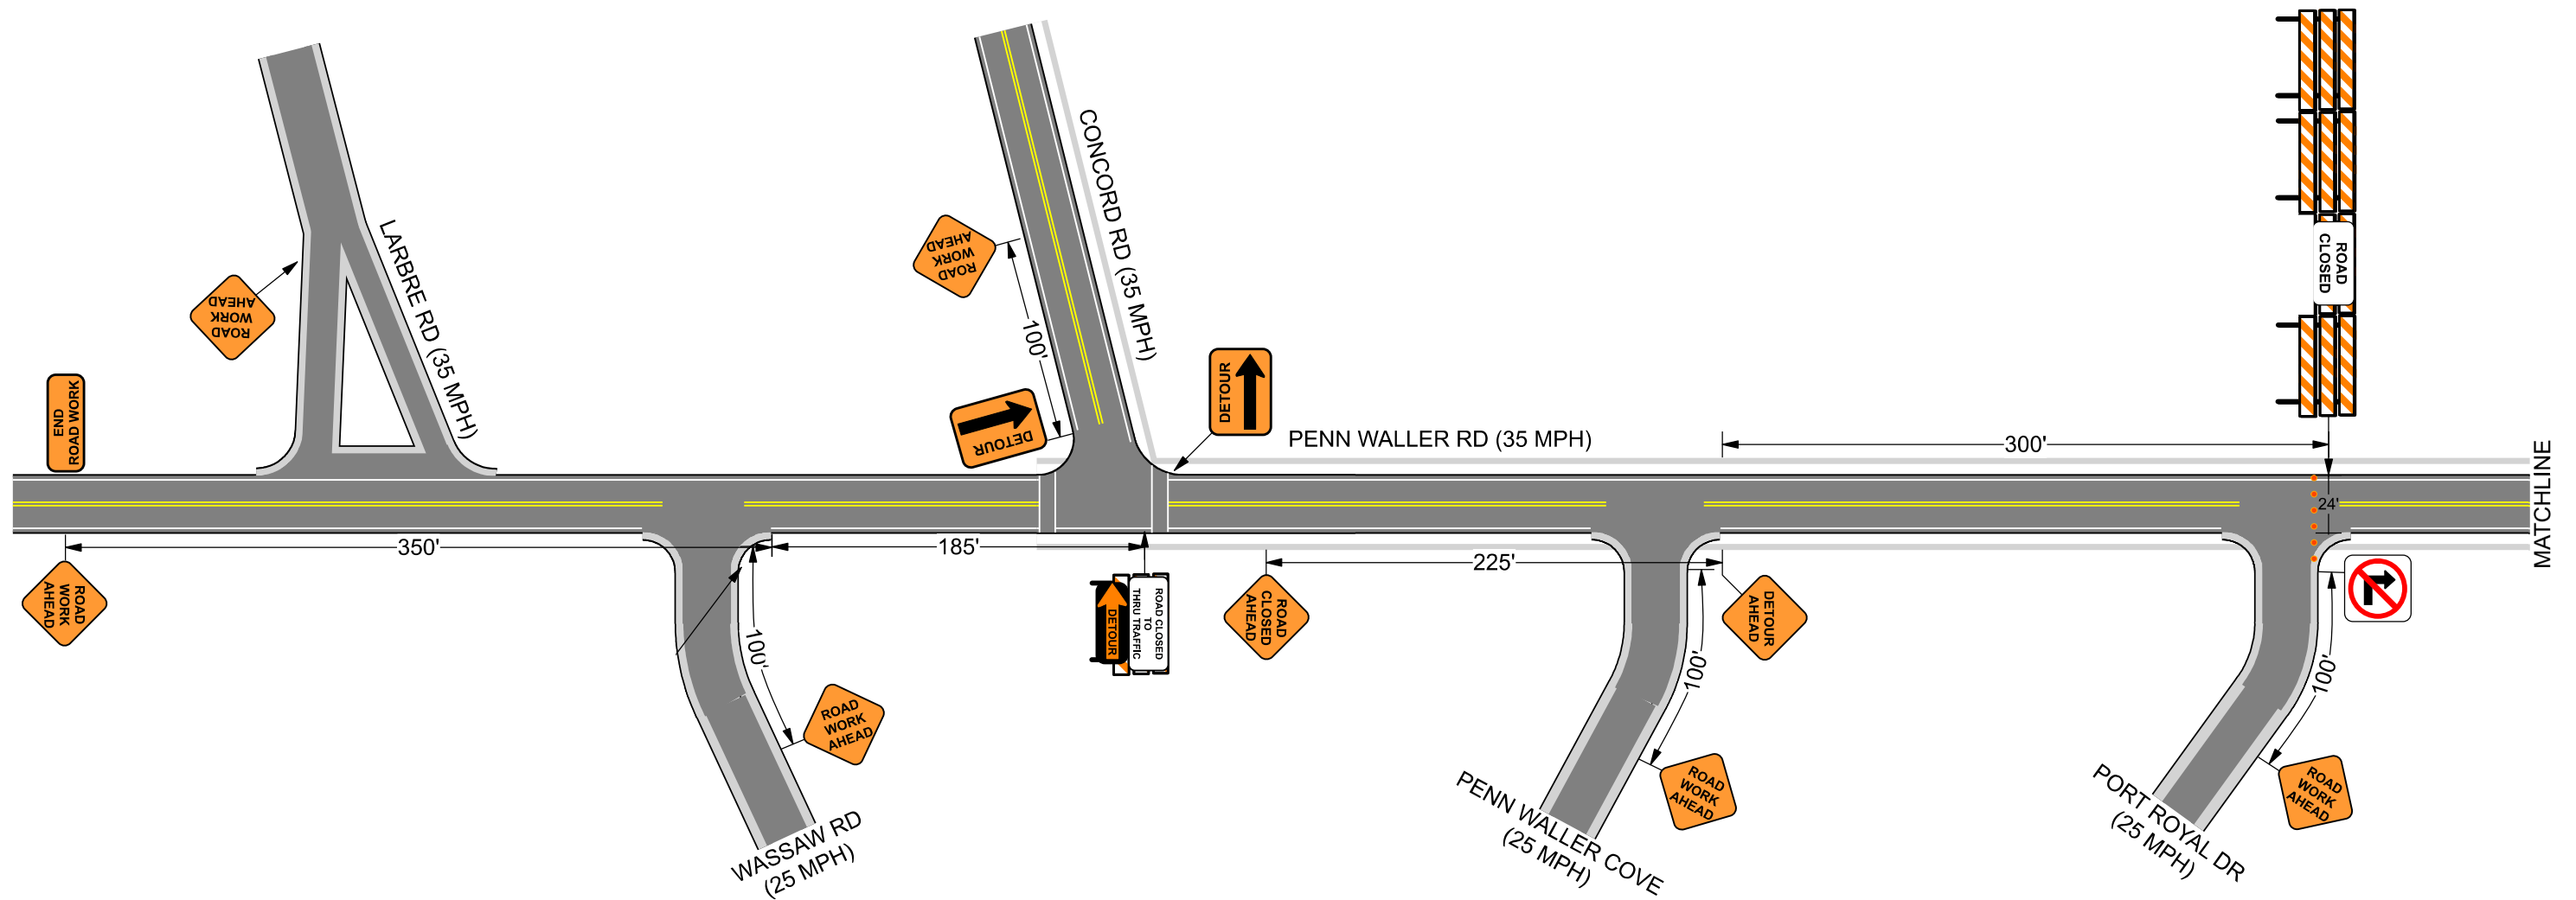 ROAD
CLOSED
CONCORD RD (35 MPH)
LARBRE RD (35 MPH)
ROAD
WORK
AHEAD
ROAD
WORK
AHEAD
100'
DETOUR
DETOUR
END
ROAD WORK
PENN WALLER RD (35 MPH)
300'
24'
MATCHLINE
350'
185'
225'
ROAD
WORK
AHEAD
DETOUR
ROAD CLOSED
TO
THRU TRAFFIC
ROAD
CLOSED
AHEAD
DETOUR
AHEAD
100'
100'
100'
ROAD
WORK
AHEAD
ROAD
WORK
AHEAD
ROAD
WORK
AHEAD
WASSAW RD
(25 MPH)
PENN WALLER COVE
(25 MPH)
PORT ROYAL DR
(25 MPH)